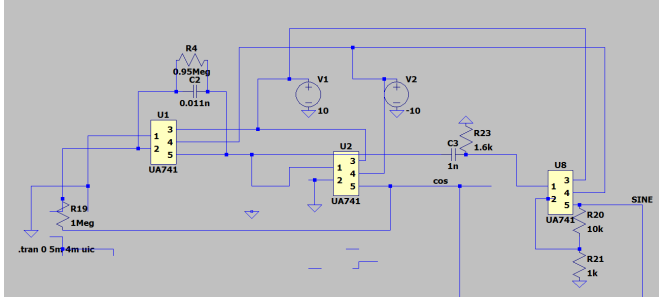 R4
0.95Meg
C2
0.011n
U1
1
2
3
4
5
UA741
V1
10
V2
-10
U2
1
2
3
4
5
UA741
C3
1n
R23
1.6k
cos
U8
1
2
3
4
5
UA741
SINE
R20
10k
R21
1k
R19
1Meg
.tran 0 5m 4m uic